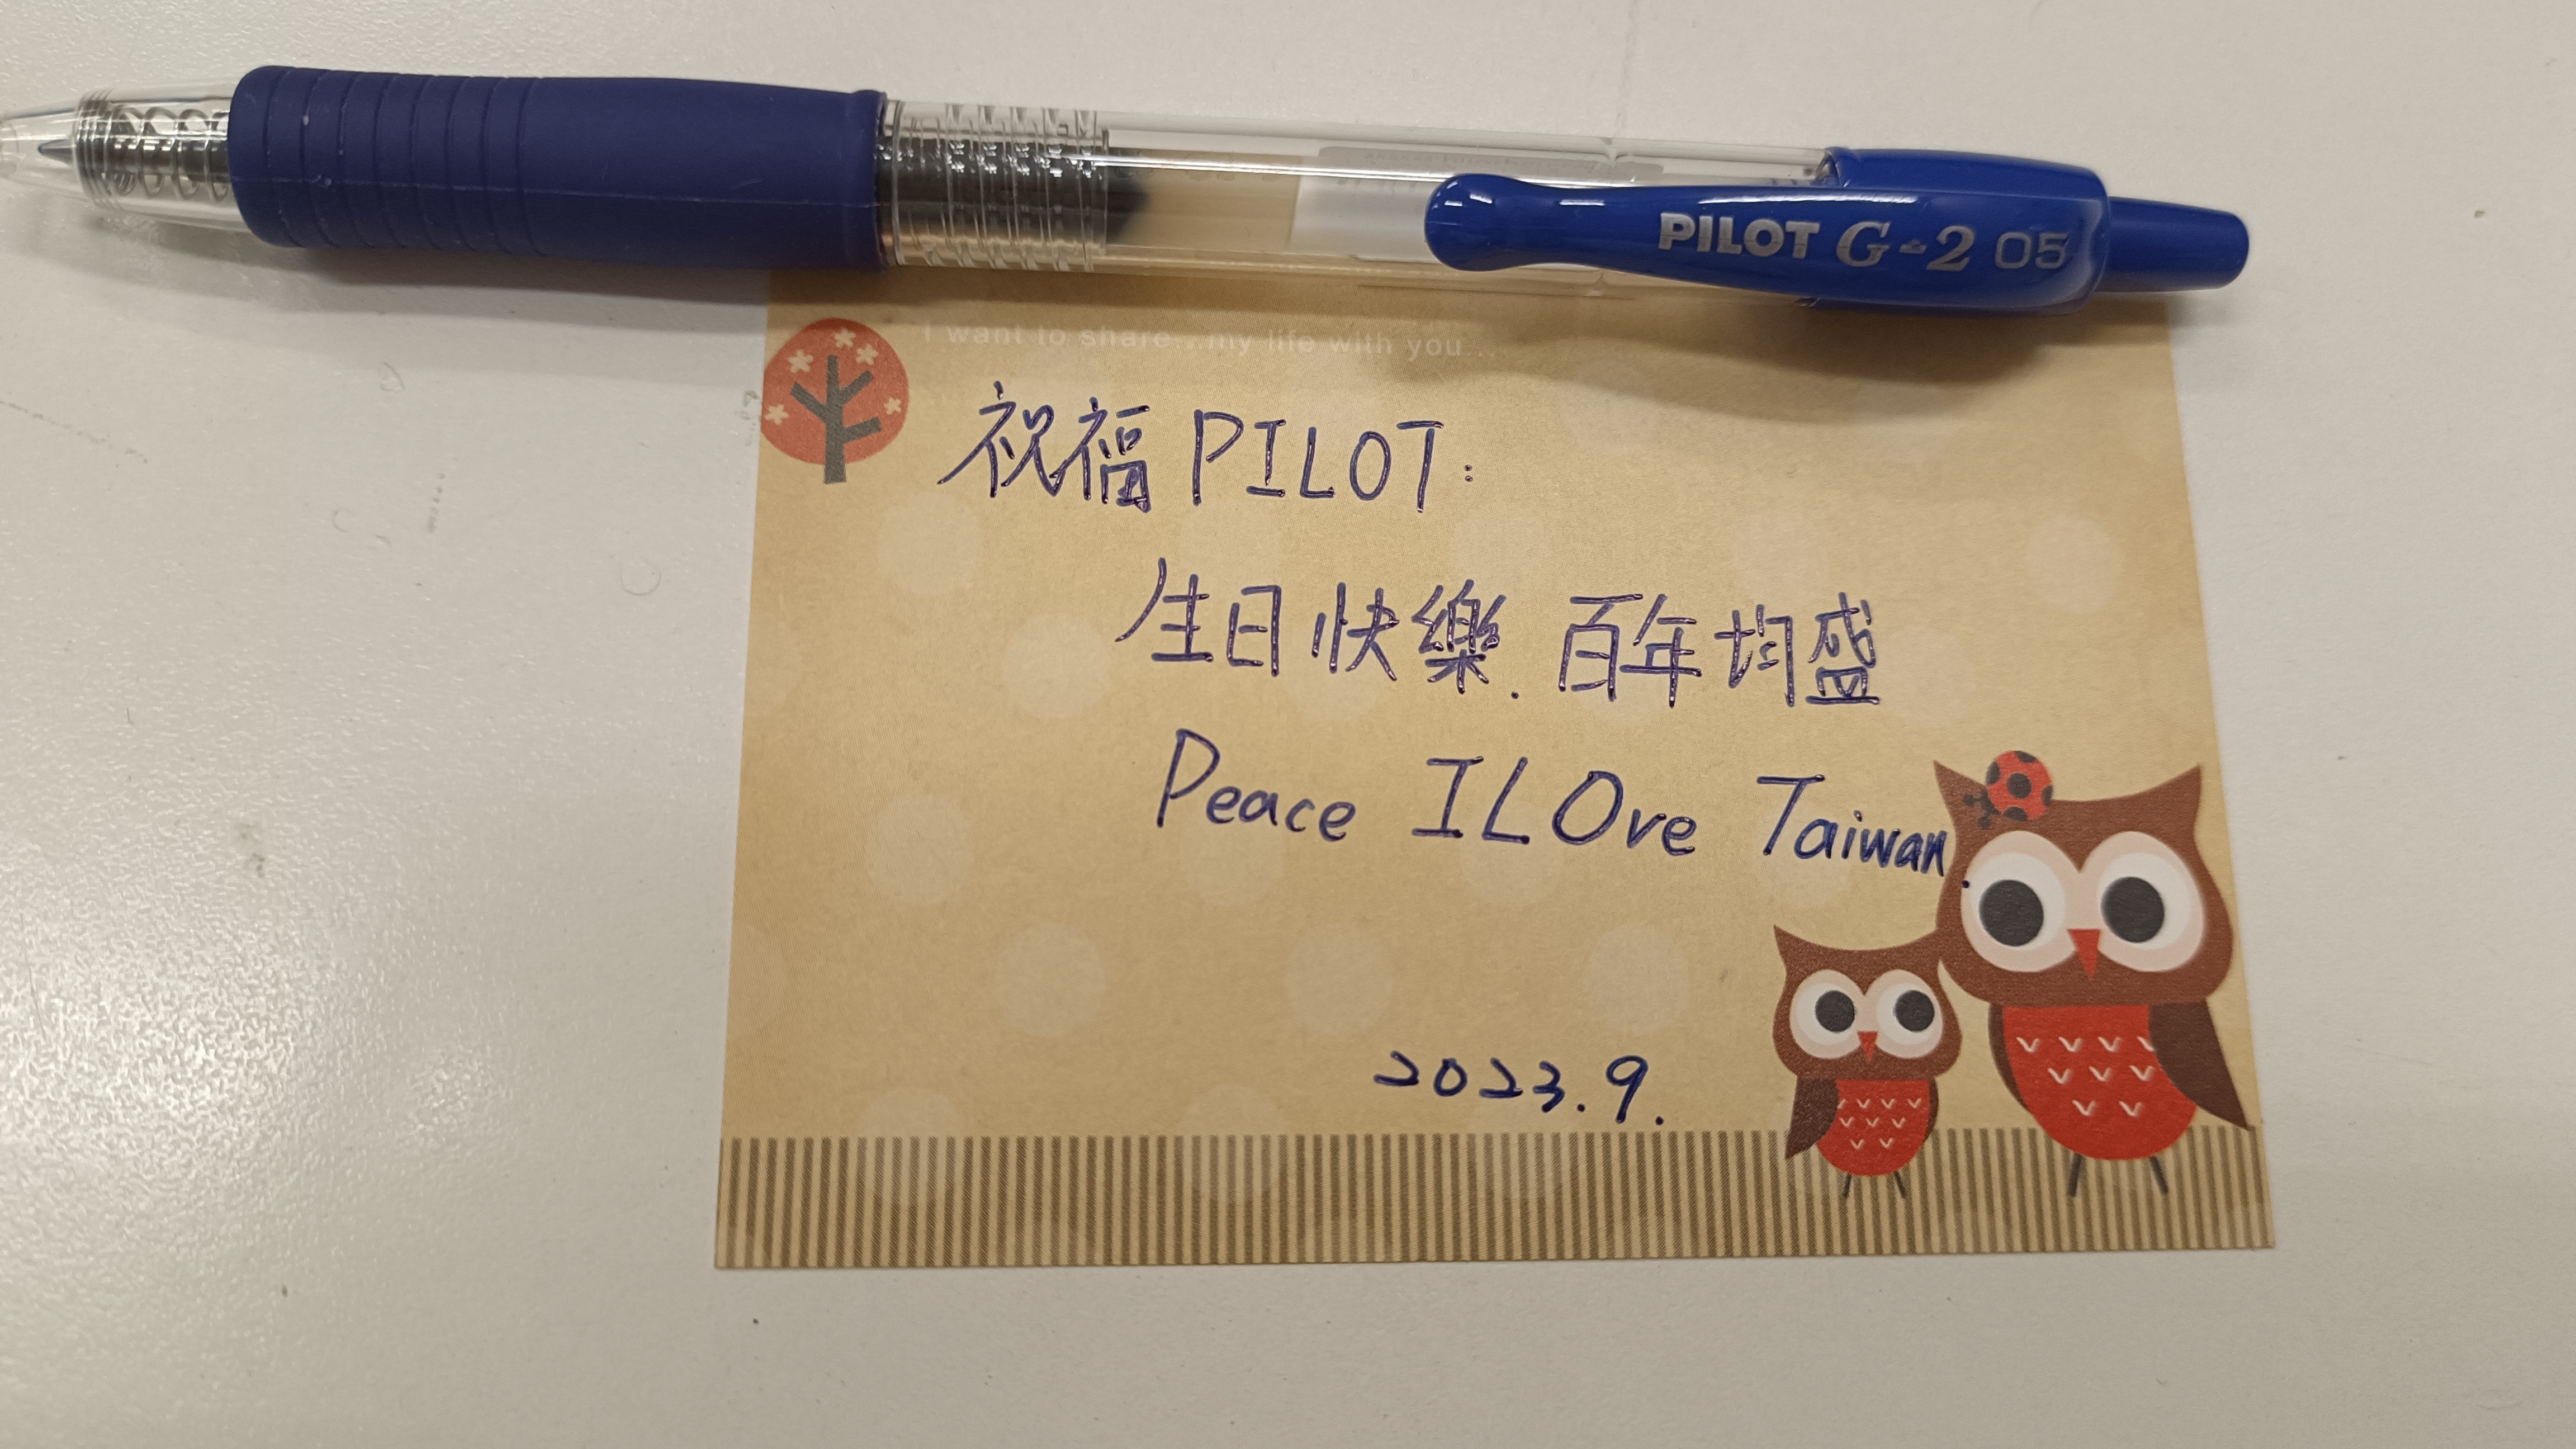 PILOT G-2 05
I want to share...my life with you...
祝福 PILOT:
生日快樂. 百年均盛
Peace ILOve Taiwan.
2023.9.